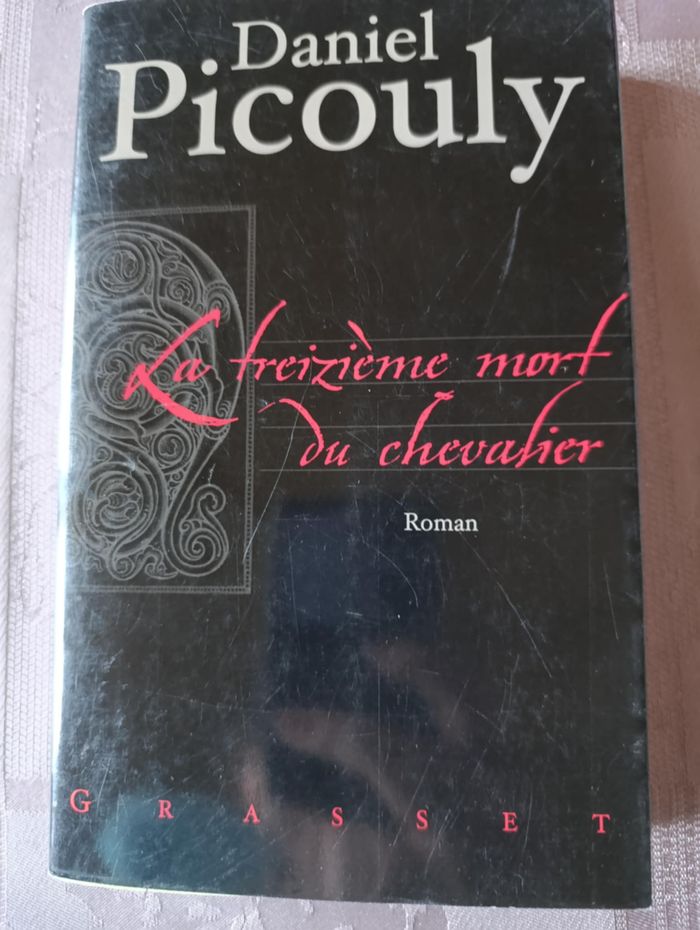 Daniel
Picouly
La treizième mort
du chevalier
Roman
GRASSET